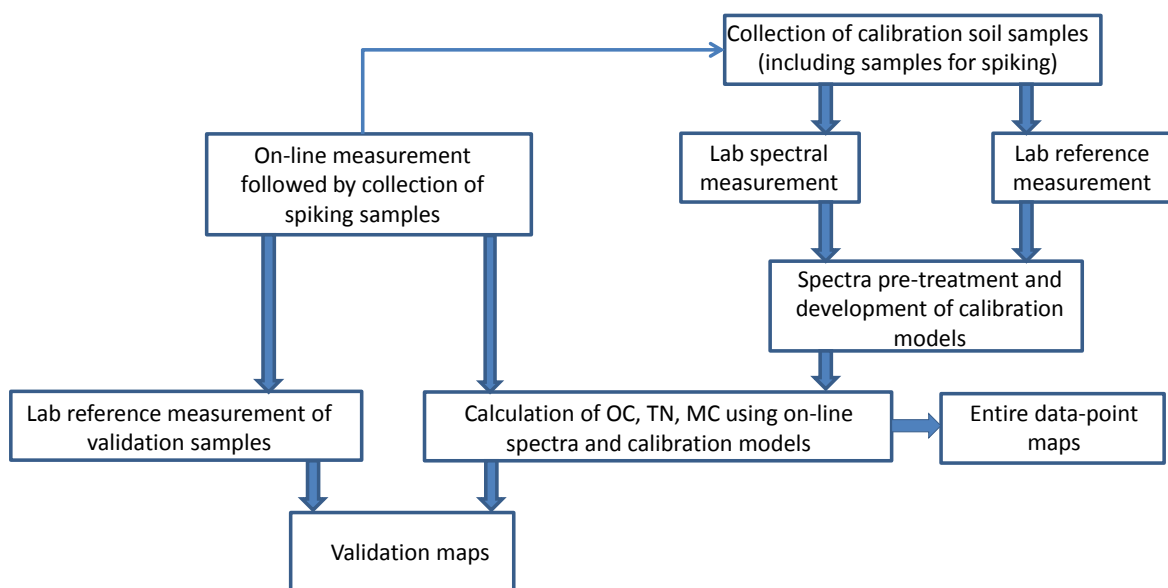 Collection of calibration soil samples
(including samples for spiking)
On-line measurement
followed by collection of
spiking samples
Lab spectral
measurement
Lab reference
measurement
Spectra pre-treatment and
development of calibration
models
Lab reference measurement of
validation samples
Calculation of OC, TN, MC using on-line
spectra and calibration models
Entire data-point
maps
Validation maps